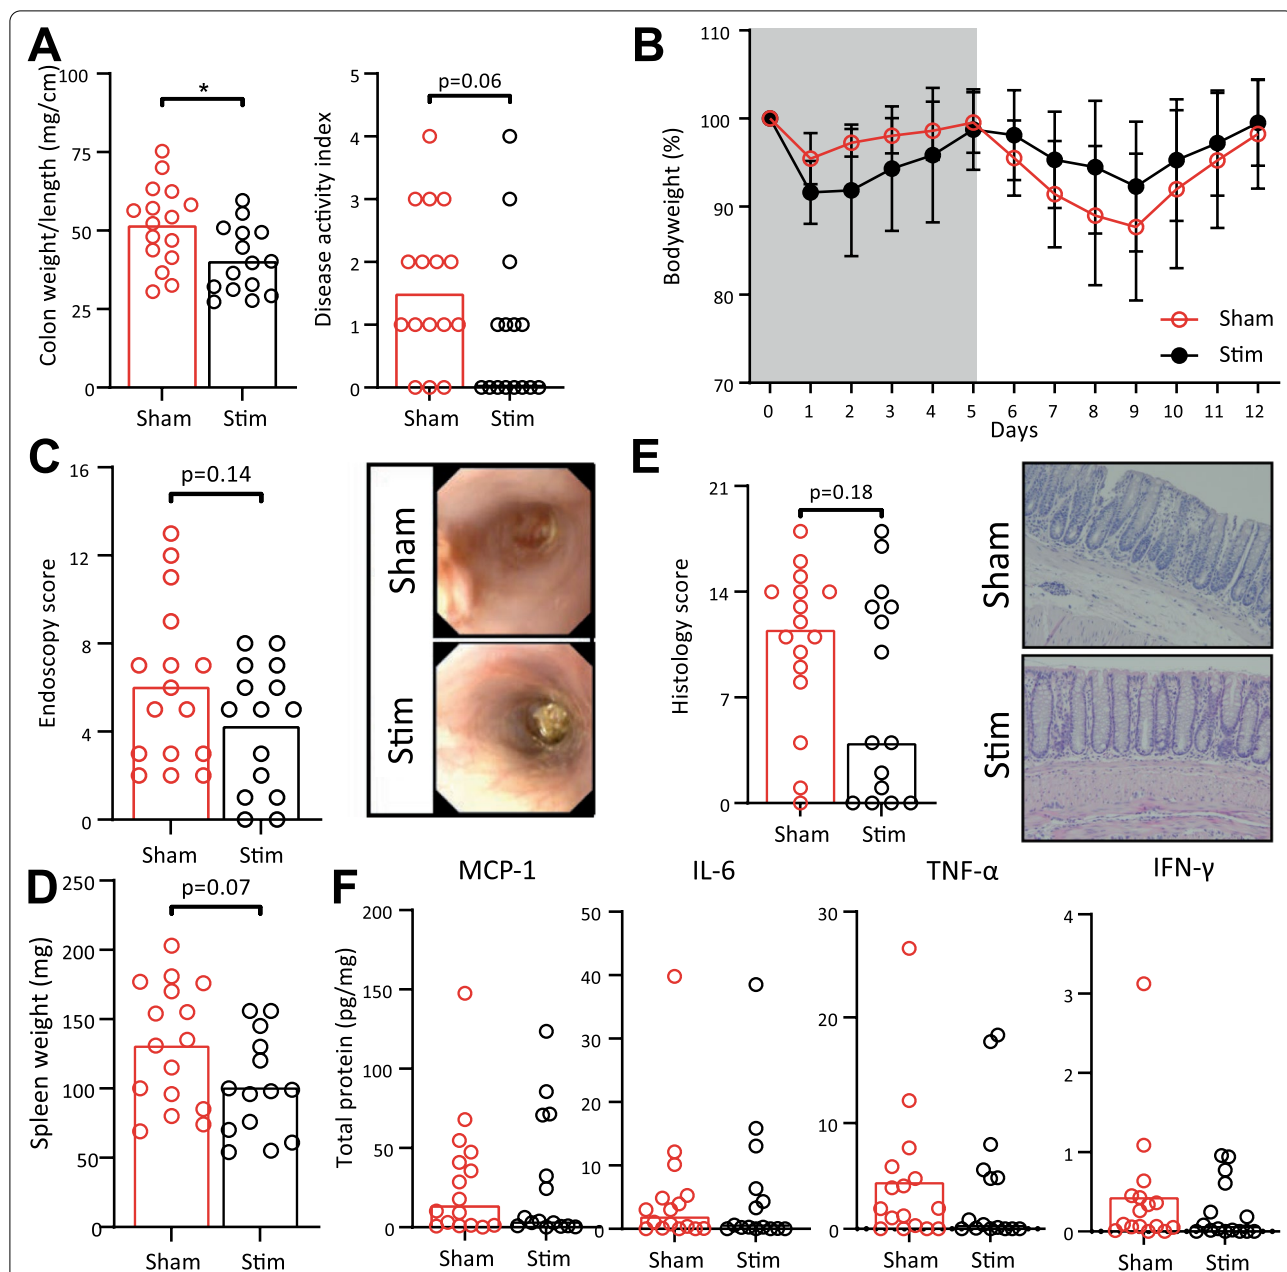 A
Colon weight/length (mg/cm)
100
75
50
25
0
*
Sham Stim
Disease activity index
5
4
3
2
1
0
p=0.06
Sham Stim
B
Bodyweight (%)
110
100
90
80
70
0 1 2 3 4 5 6 7 8 9 10 11 12
Days
Sham
Stim
C
Endoscopy score
16
12
8
4
0
p=0.14
Sham Stim
Sham
Stim
E
Histology score
21
14
7
0
p=0.18
Sham Stim
Sham
Stim
D
Spleen weight (mg)
250
200
150
100
50
0
p=0.07
Sham Stim
F
Total protein (pg/mg)
MCP-1
200
150
100
50
0
Sham Stim
IL-6
50
40
30
20
10
0
Sham Stim
TNF-α
30
20
10
0
Sham Stim
IFN-γ
4
3
2
1
0
Sham Stim